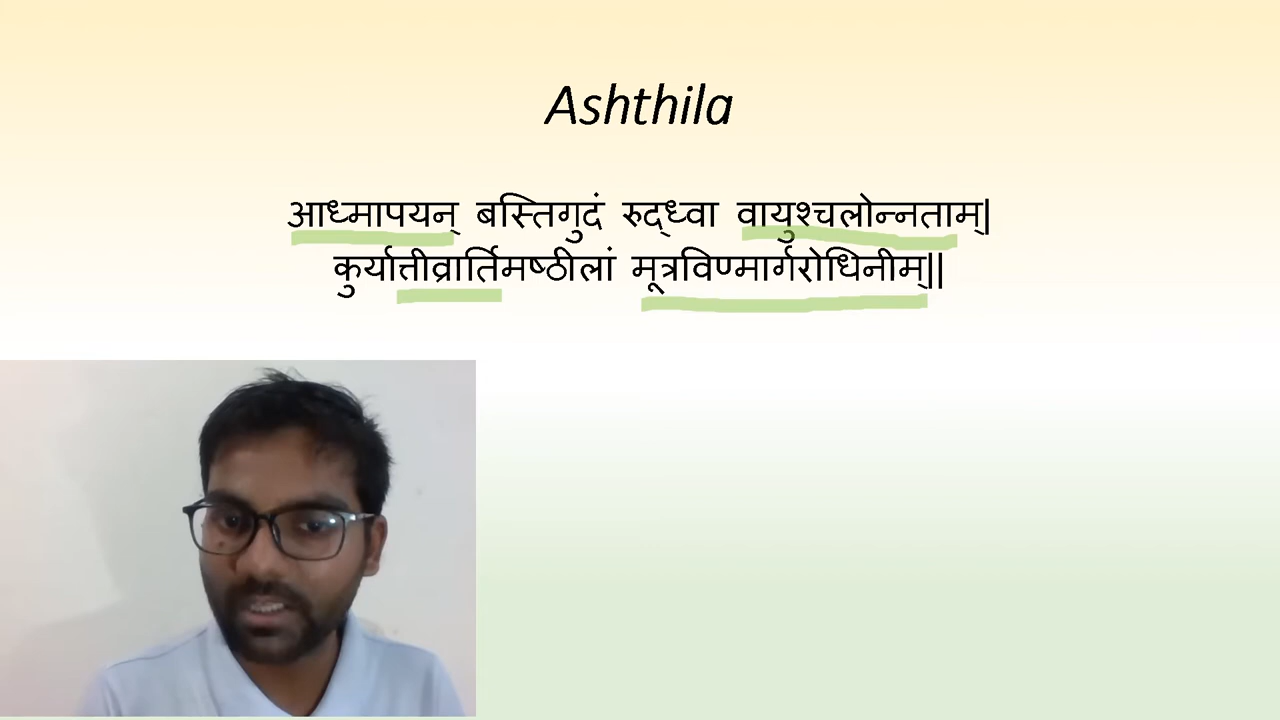 Ashthila
आध्मापयन् बस्तिगुदं रुद्ध्वा वायुश्चलोन्नताम्|
कुर्यात्तीव्रार्तिमष्ठीलां मूत्रविण्मार्गरोधिनीम्||